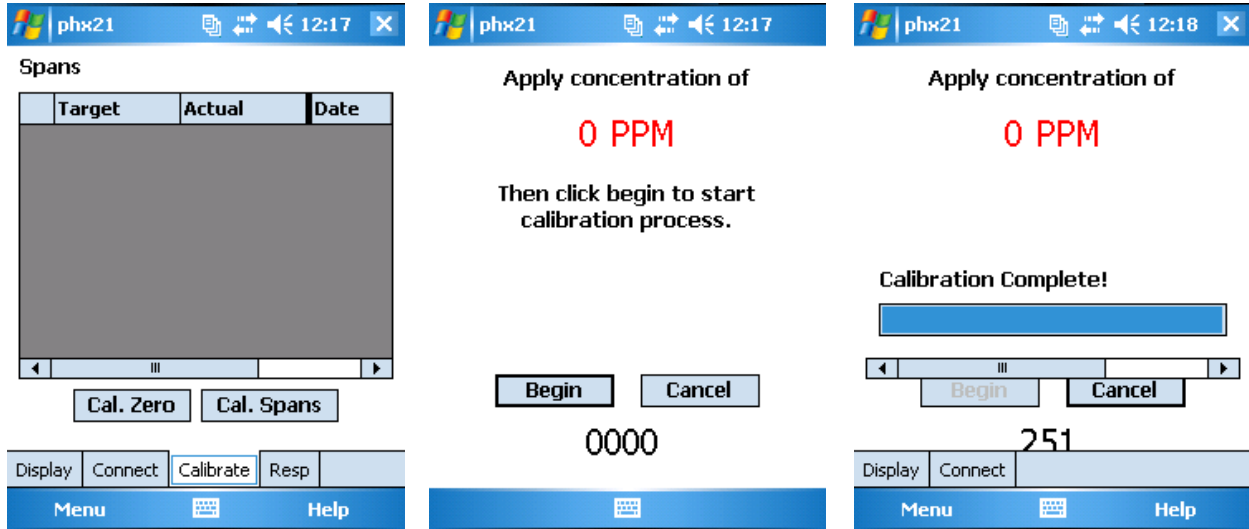 phx21 12:17
Spans
Target Actual Date
Cal. Zero Cal. Spans
Display Connect Calibrate Resp
Menu Help
phx21 12:17
Apply concentration of
0 PPM
Then click begin to start
calibration process.
Begin Cancel
0000
phx21 12:18
Apply concentration of
0 PPM
Calibration Complete!
Begin Cancel
251
Display Connect
Menu Help